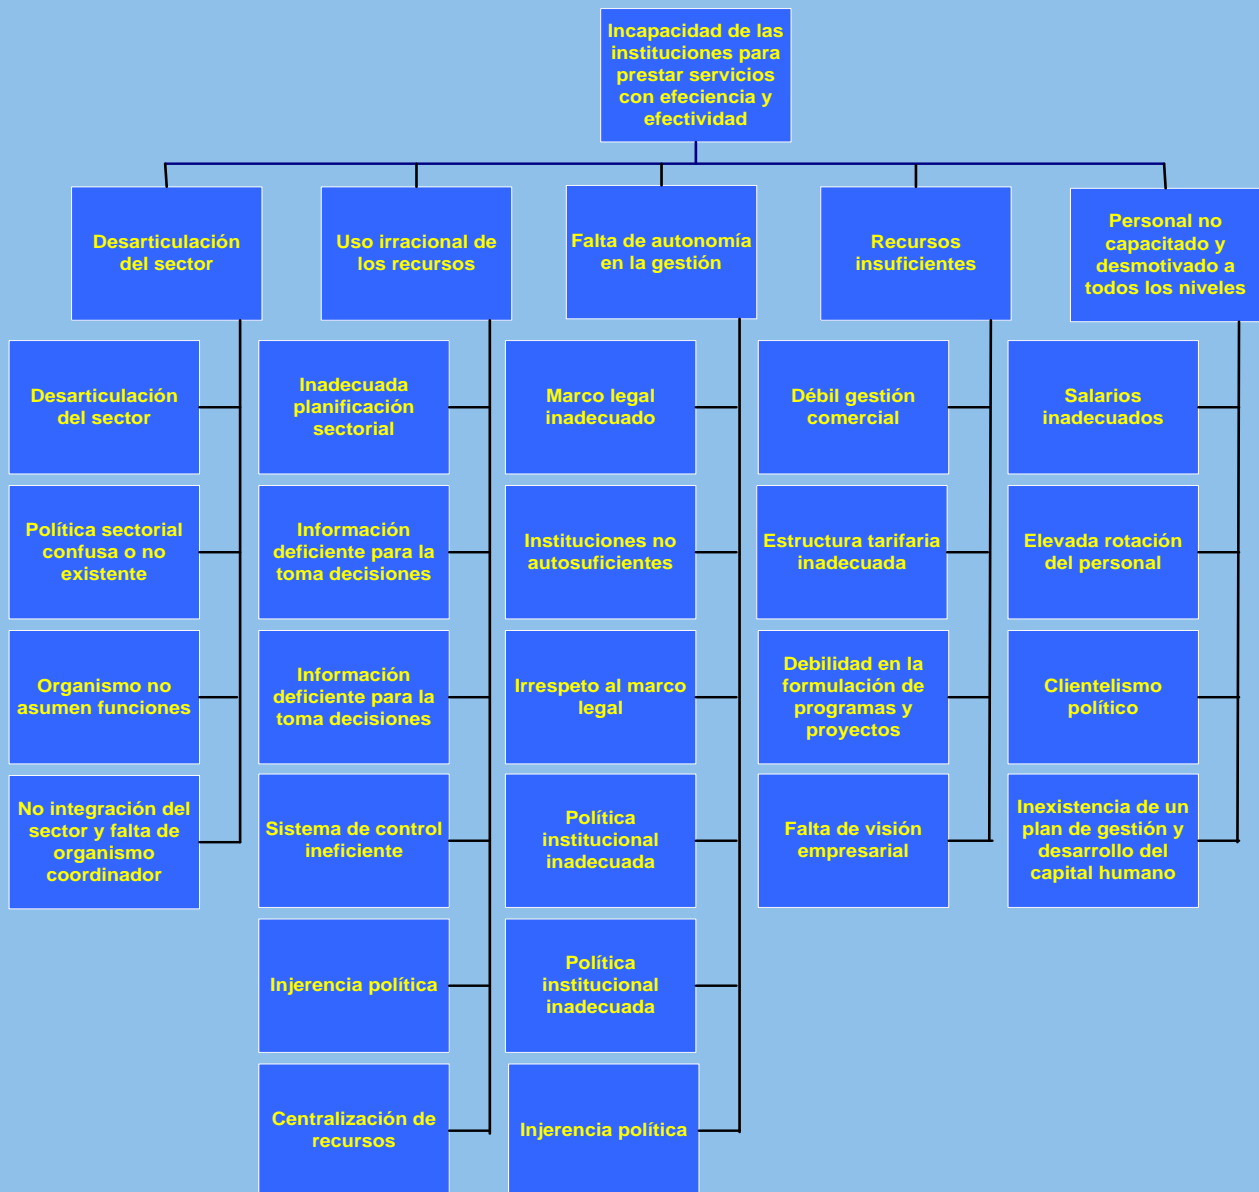 Incapacidad de las
instituciones para
prestar servicios
con efeciencia y
efectividad
Desarticulación
del sector
Uso irracional de
los recursos
Falta de autonomía
en la gestión
Recursos
insuficientes
Personal no
capacitado y
desmotivado a
todos los niveles
Desarticulación
del sector
Política sectorial
confusa o no
existente
Organismo no
asumen funciones
No integración del
sector y falta de
organismo
coordinador
Inadecuada
planificación
sectorial
Información
deficiente para la
toma decisiones
Información
deficiente para la
toma decisiones
Sistema de control
ineficiente
Injerencia política
Centralización de
recursos
Marco legal
inadecuado
Instituciones no
autosuficientes
Irrespeto al marco
legal
Política
institucional
inadecuada
Política
institucional
inadecuada
Injerencia política
Débil gestión
comercial
Estructura tarifaria
inadecuada
Debilidad en la
formulación de
programas y
proyectos
Falta de visión
empresarial
Salarios
inadecuados
Elevada rotación
del personal
Clientelismo
político
Inexistencia de un
plan de gestión y
desarrollo del
capital humano